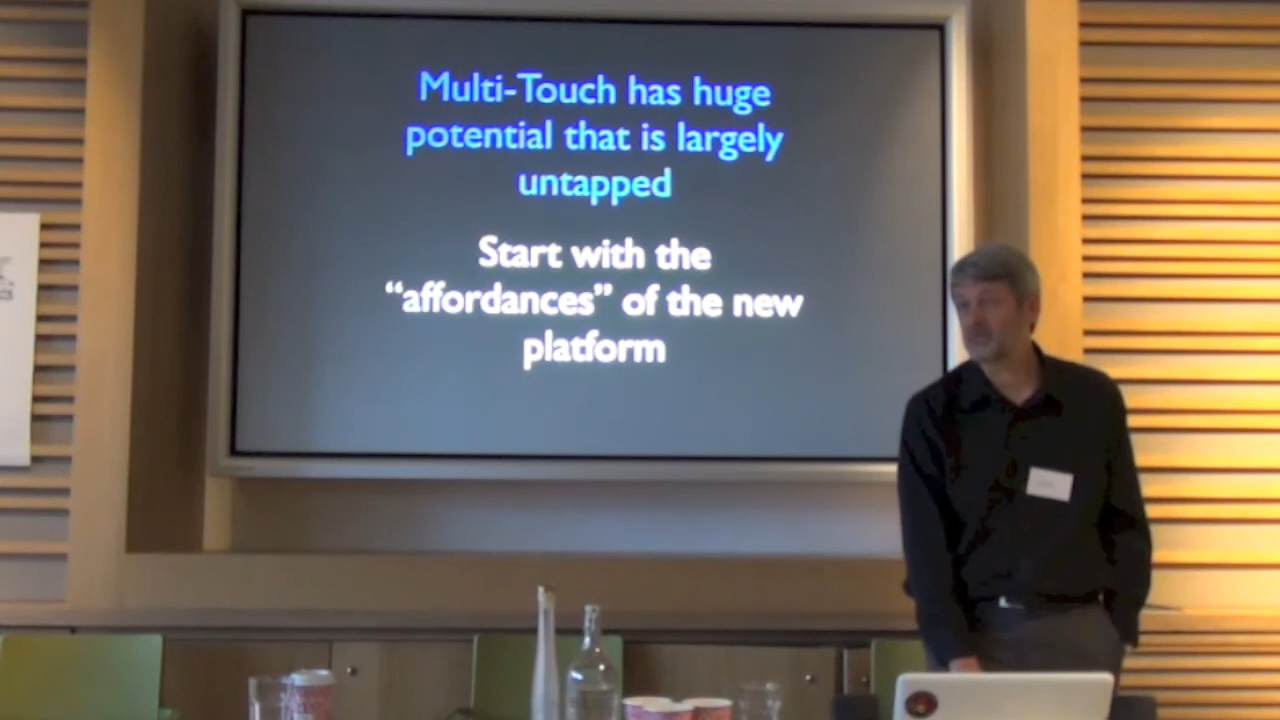 Multi-Touch has huge
potential that is largely
untapped
Start with the
“affordances” of the new
platform